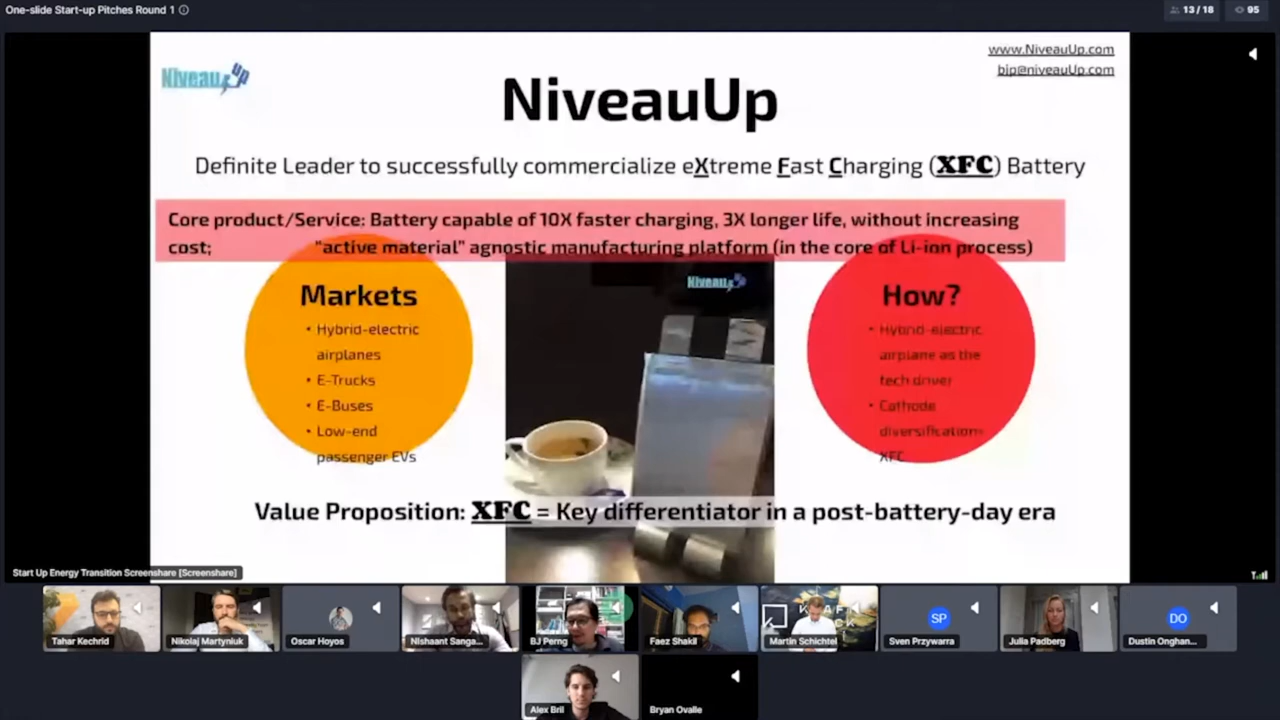 One-slide Start-up Pitches Round 1
13 / 18
95
www.NiveauUp.com
bjp@niveauUp.com
Niveau Up
NiveauUp
Definite Leader to successfully commercialize eXtreme Fast Charging (XFC) Battery
Core product/Service: Battery capable of 10X faster charging, 3X longer life, without increasing
cost; "active material" agnostic manufacturing platform (in the core of Li-ion process)
Markets
• Hybrid-electric
airplanes
• E-Trucks
• E-Buses
• Low-end
passenger EVs
Niveau
How?
• Hybrid-electric
airplane as the
tech driver
• Cathode
diversification
XFC
Value Proposition: XFC = Key differentiator in a post-battery-day era
Start Up Energy Transition Screenshare [Screenshare]
Tahar Kechrid
Nikolaj Martyniuk
Oscar Hoyos
Nishaant Sanga...
BJ Perng
Faez Shakil
Martin Schichtel
SP
Sven Przywarra
Julia Padberg
DO
Dustin Onghan...
Alex Bril
Bryan Ovalle